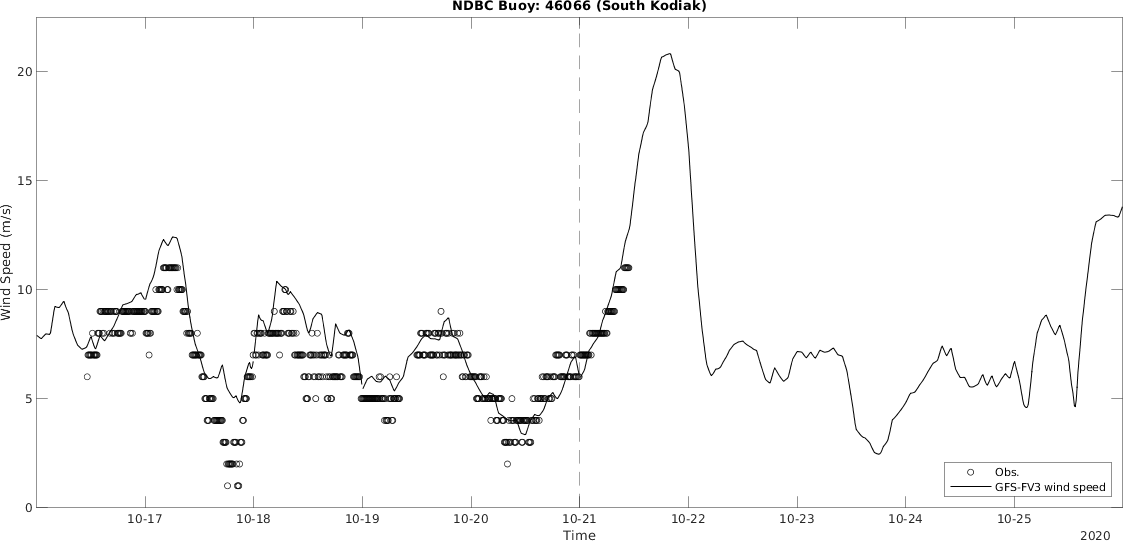 NDBC Buoy: 46066 (South Kodiak)
Wind Speed (m/s)
20
15
10
5
0
10-17 10-18 10-19 10-20 10-21 10-22 10-23 10-24 10-25
Time
2020
Obs.
GFS-FV3 wind speed